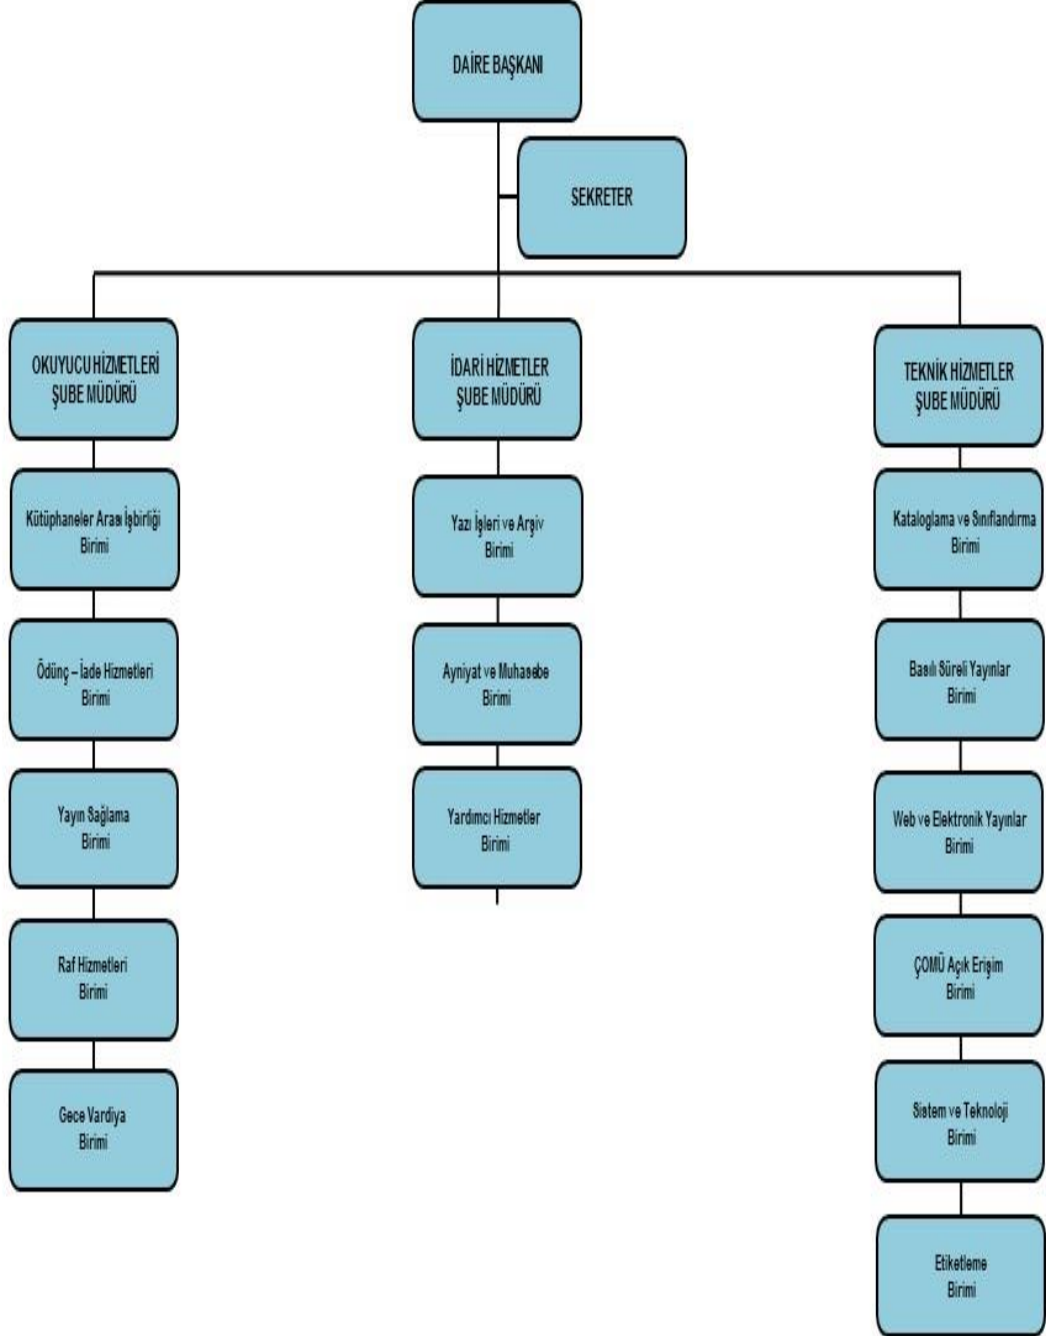 DAİRE BAŞKANI
SEKRETER
OKUYUCU HİZMETLERİ
ŞUBE MÜDÜRÜ
Kütüphaneler Arası İşbirliği
Birimi
Ödünç – İade Hizmetleri
Birimi
Yayın Sağlama
Birimi
Raf Hizmetleri
Birimi
Gece Vardiya
Birimi
İDARİ HİZMETLER
ŞUBE MÜDÜRÜ
Yazı İşleri ve Arşiv
Birimi
Ayniyat ve Muhasebe
Birimi
Yardımcı Hizmetler
Birimi
TEKNİK HİZMETLER
ŞUBE MÜDÜRÜ
Kataloglama ve Sınıflandırma
Birimi
Basılı Süreli Yayınlar
Birimi
Web ve Elektronik Yayınlar
Birimi
ÇOMÜ Açık Erişim
Birimi
Sistem ve Teknoloji
Birimi
Etiketleme
Birimi